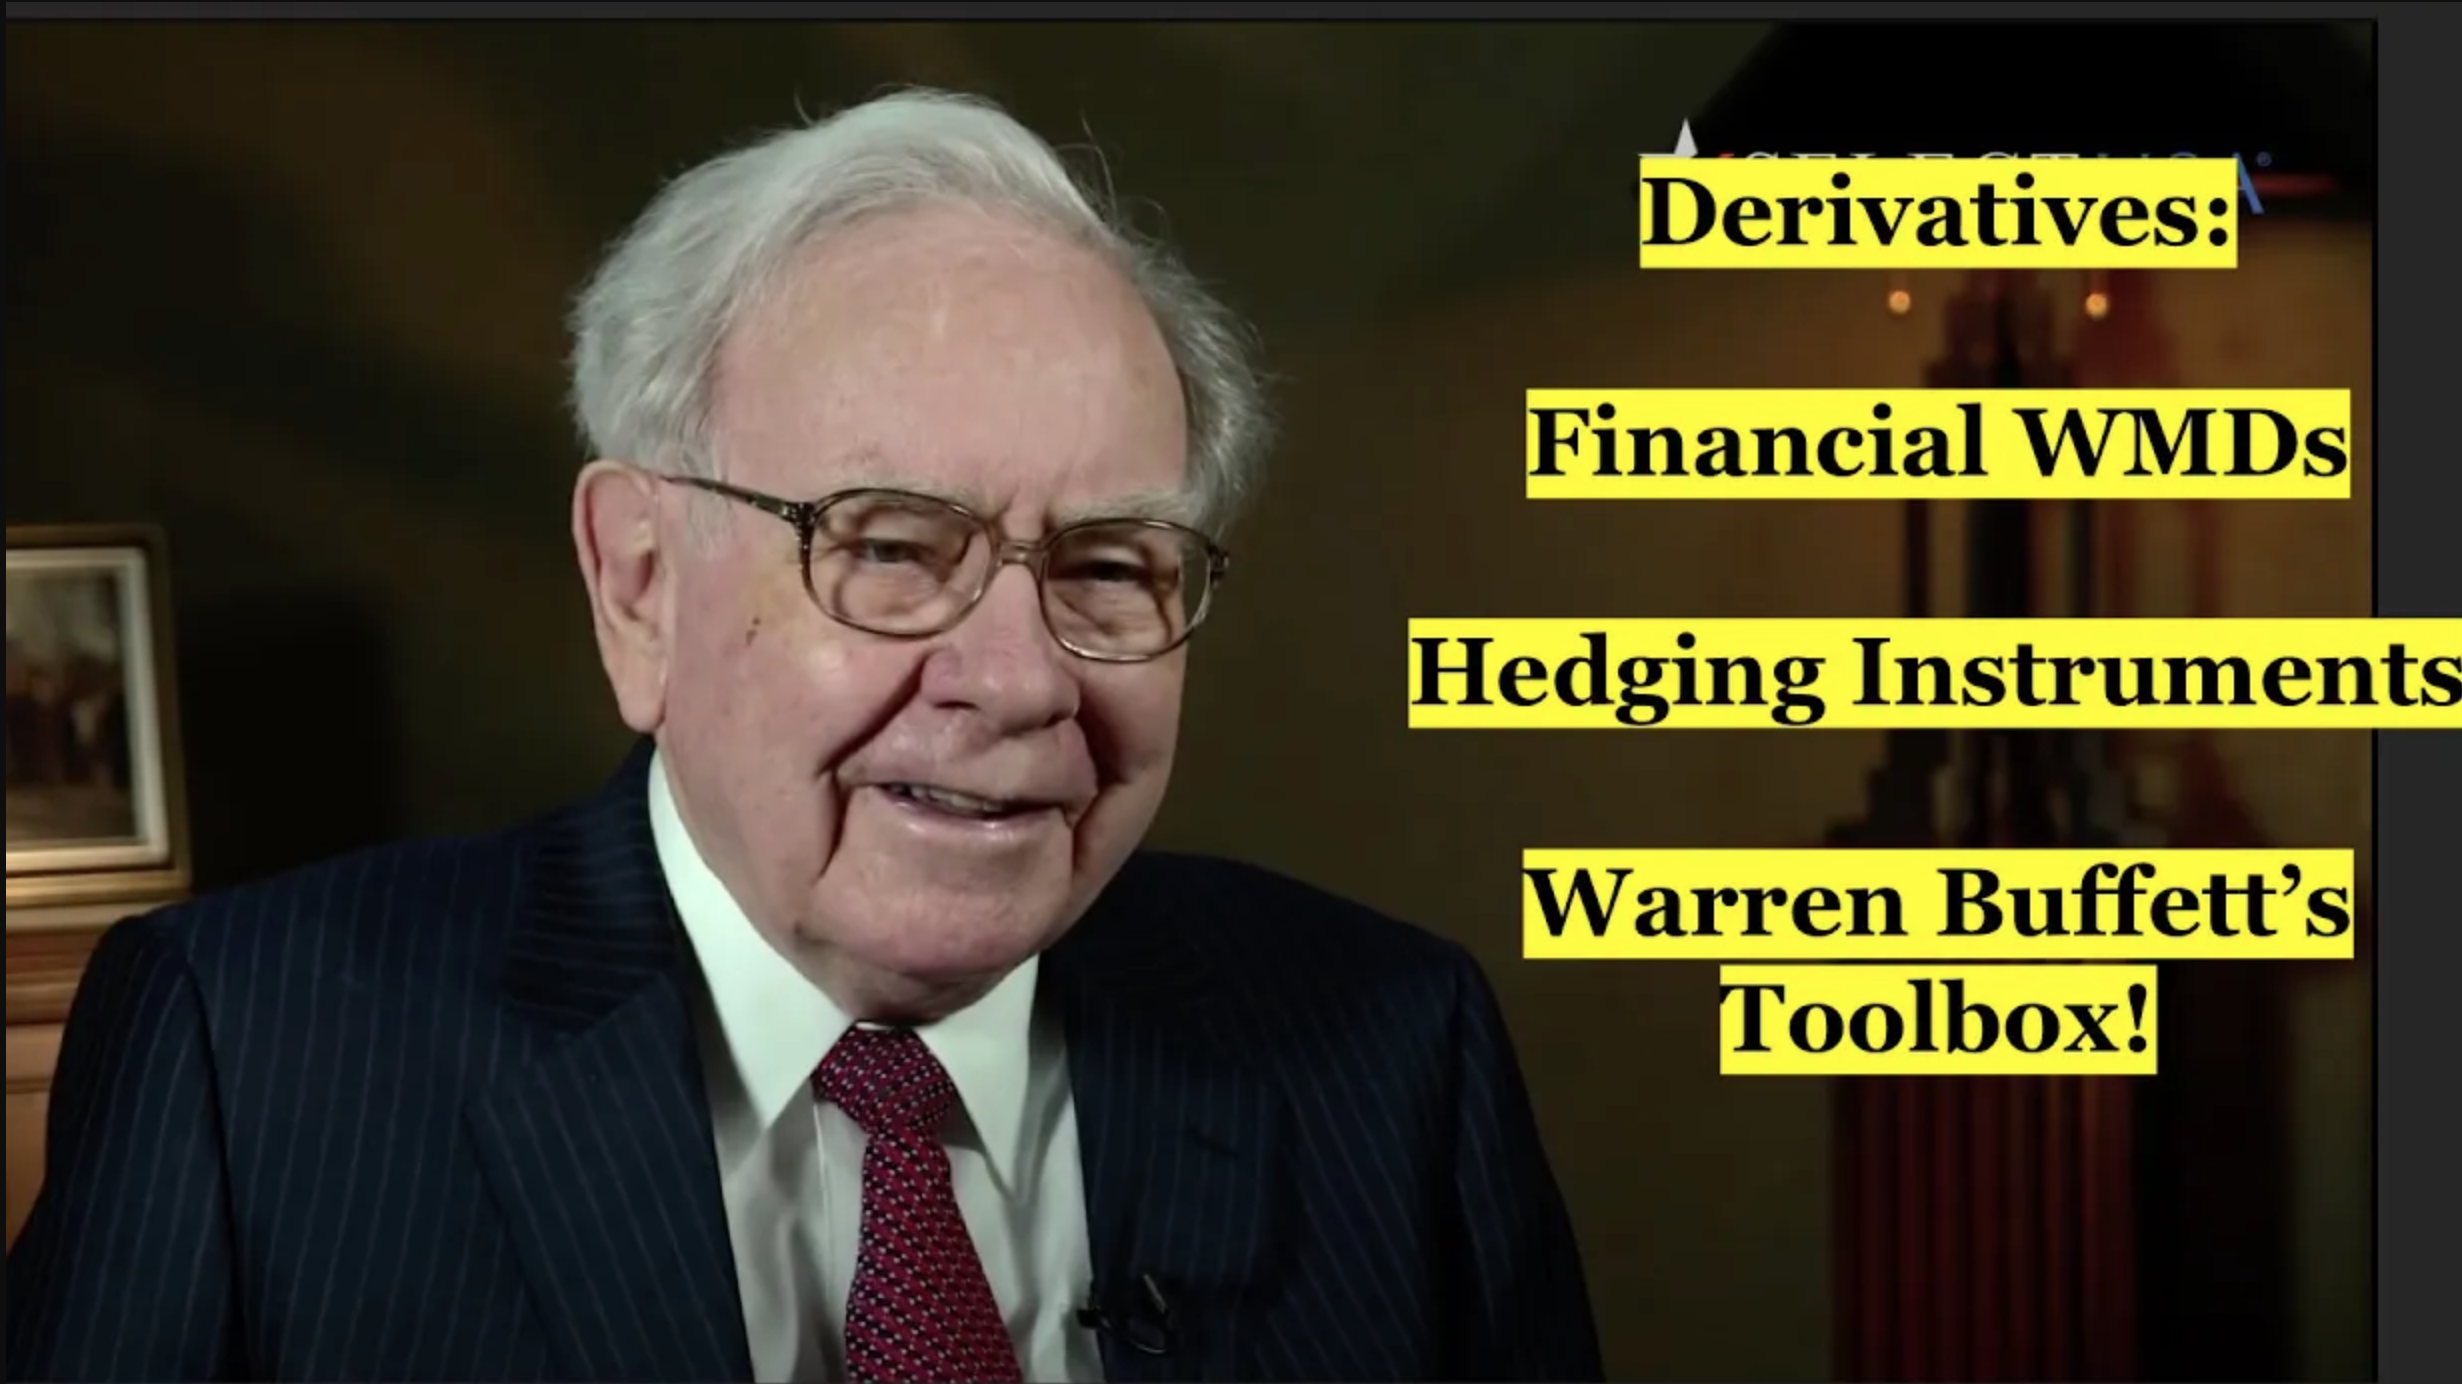 Derivatives:
Financial WMDs
Hedging Instruments
Warren Buffett’s
Toolbox!